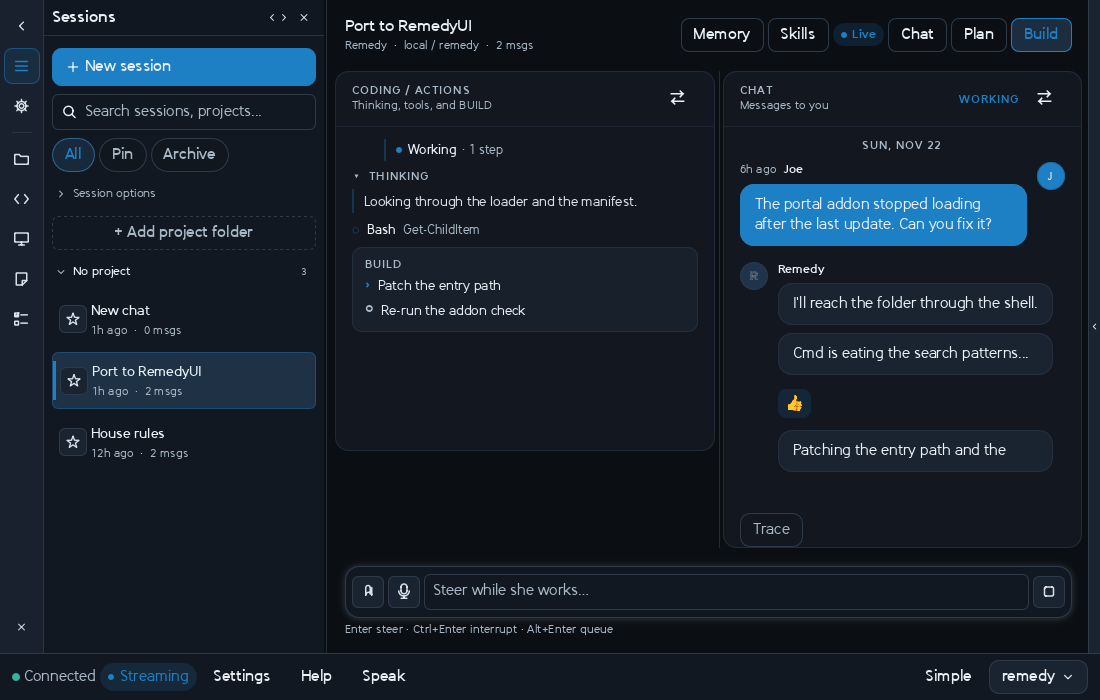 Sessions
New session
Search sessions, projects...
All
Pin
Archive
Session options
+ Add project folder
No project
3
New chat
1h ago · 0 msgs
Port to RemedyUI
1h ago · 2 msgs
House rules
12h ago · 2 msgs
Port to RemedyUI
Remedy · local / remedy · 2 msgs
Memory
Skills
Live
Chat
Plan
Build
CODING / ACTIONS
Thinking, tools, and BUILD
Working · 1 step
THINKING
Looking through the loader and the manifest.
Bash Get-ChildItem
BUILD
Patch the entry path
Re-run the addon check
CHAT
Messages to you
WORKING
SUN, NOV 22
6h ago Joe
J
The portal addon stopped loading
after the last update. Can you fix it?
R
Remedy
I'll reach the folder through the shell.
Cmd is eating the search patterns...
Patching the entry path and the
Trace
Steer while she works...
Enter steer · Ctrl+Enter interrupt · Alt+Enter queue
Connected
Streaming
Settings
Help
Speak
Simple
remedy